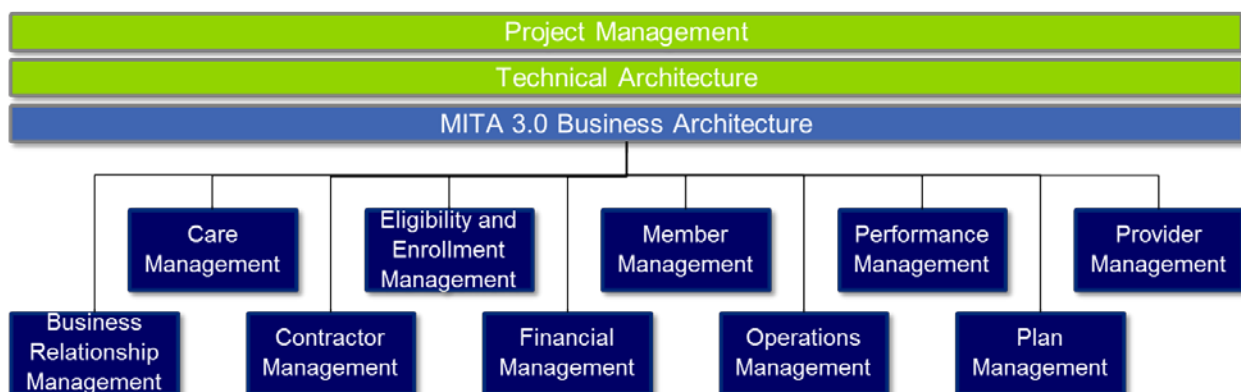 Project Management
Technical Architecture
MITA 3.0 Business Architecture
Care
Management
Eligibility and
Enrollment
Management
Member
Management
Performance
Management
Provider
Management
Business
Relationship
Management
Contractor
Management
Financial
Management
Operations
Management
Plan
Management